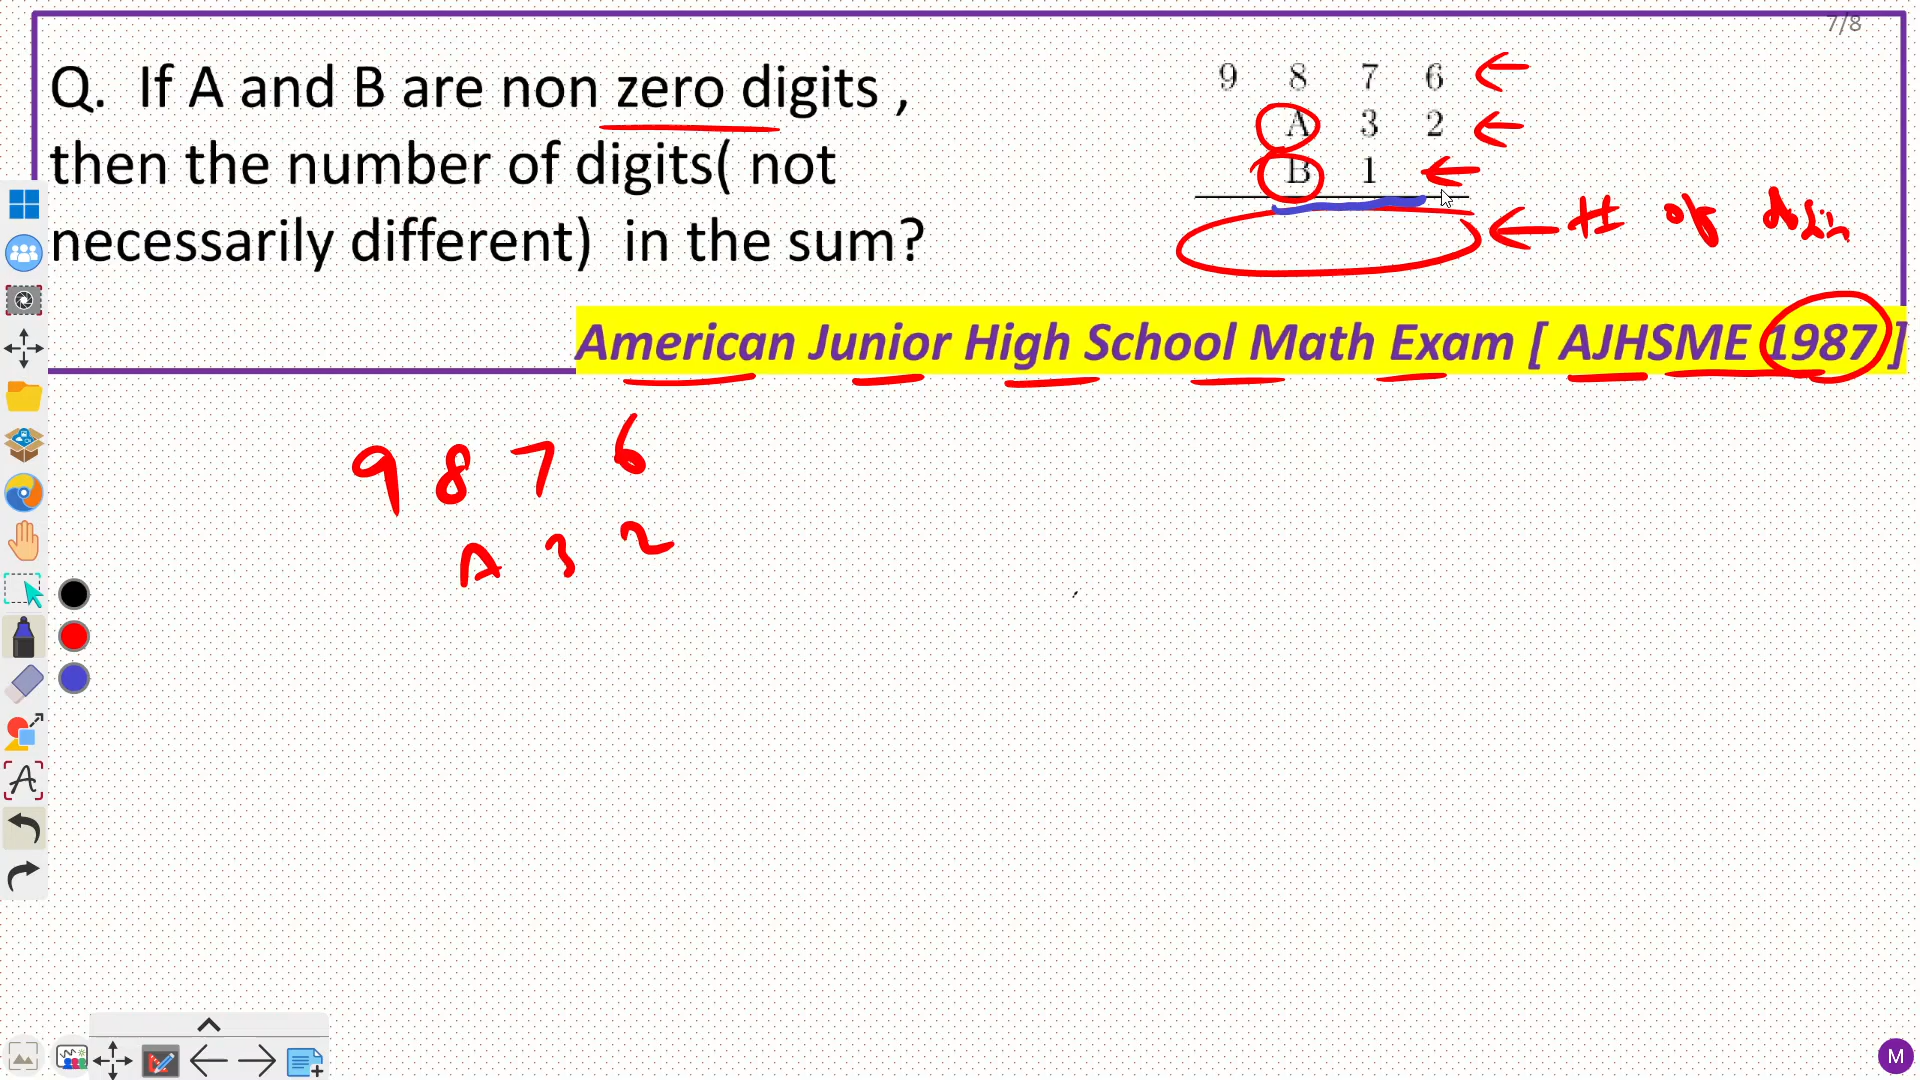 7/8
Q. If A and B are non zero digits ,
then the number of digits( not
necessarily different) in the sum?
9 8 7 6
A 3 2
B 1
# of
American Junior High School Math Exam [ AJHSME 1987 ]
9 8 7 6
A 3 2
A
M